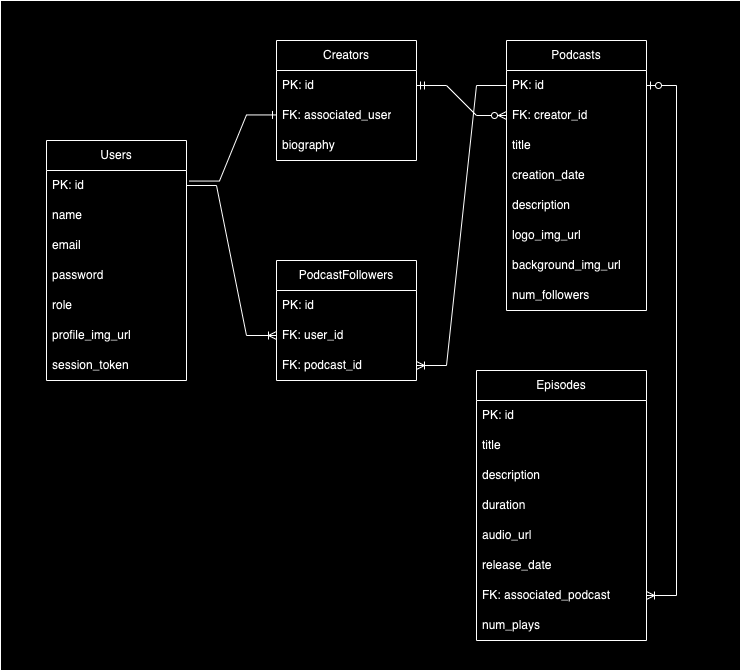 Users
PK: id
name
email
password
role
profile_img_url
session_token
Creators
PK: id
FK: associated_user
biography
PodcastFollowers
PK: id
FK: user_id
FK: podcast_id
Podcasts
PK: id
FK: creator_id
title
creation_date
description
logo_img_url
background_img_url
num_followers
Episodes
PK: id
title
description
duration
audio_url
release_date
FK: associated_podcast
num_plays